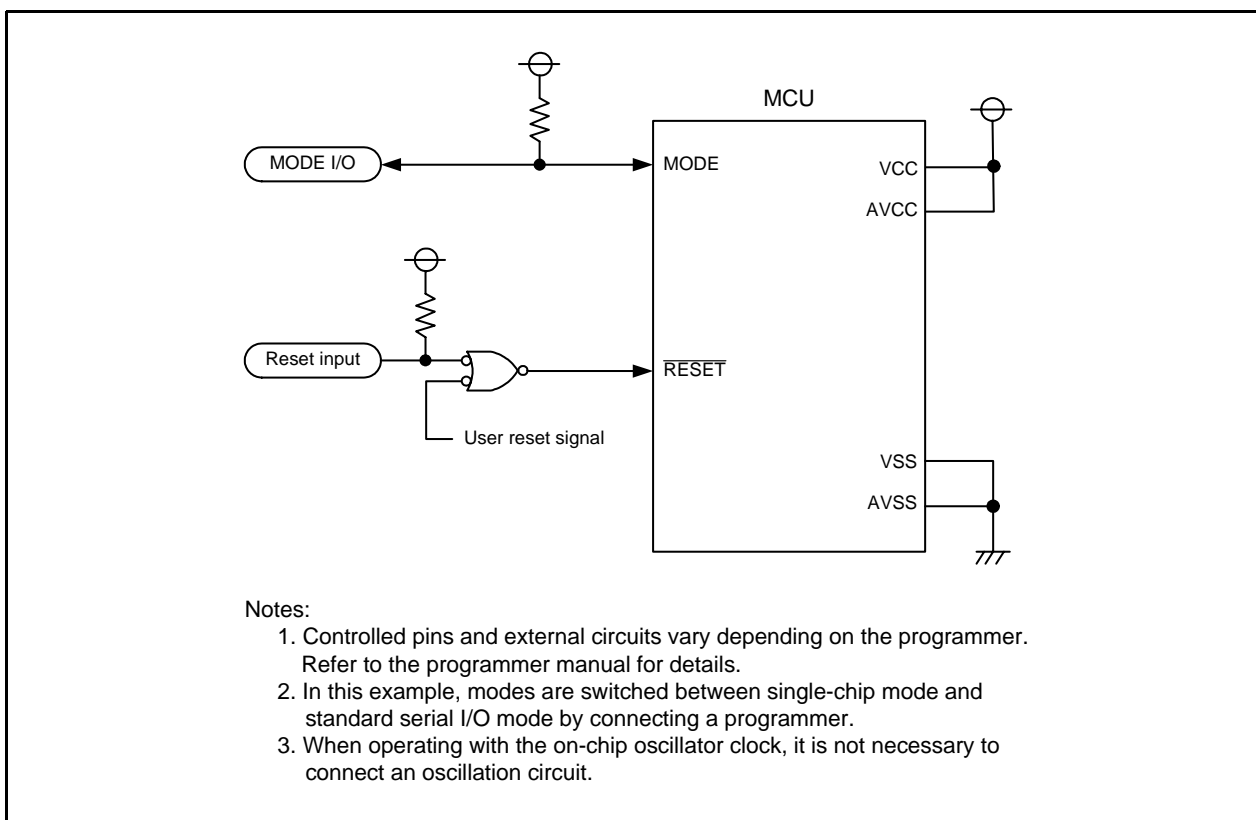 MCU
MODE I/O
MODE
VCC
AVCC
Reset input
RESET
User reset signal
VSS
AVSS
Notes:
1. Controlled pins and external circuits vary depending on the programmer.
Refer to the programmer manual for details.
2. In this example, modes are switched between single-chip mode and
standard serial I/O mode by connecting a programmer.
3. When operating with the on-chip oscillator clock, it is not necessary to
connect an oscillation circuit.